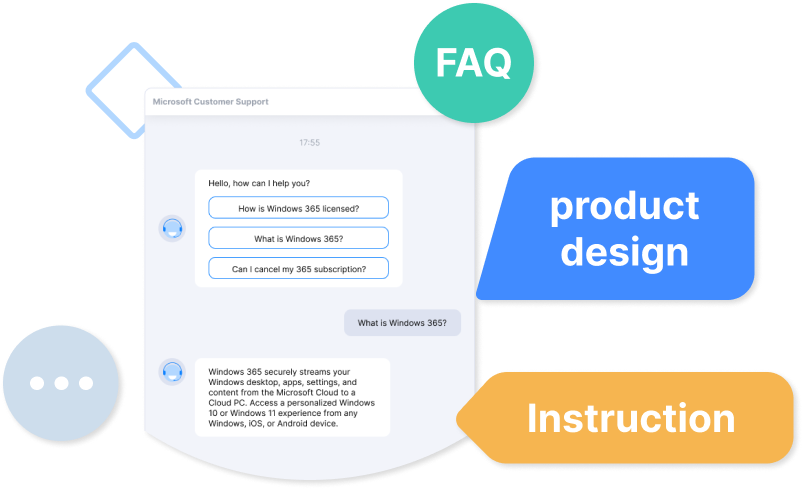 FAQ
Microsoft Customer Support
17:55
Hello, how can I help you?
How is Windows 365 licensed?
What is Windows 365?
Can I cancel my 365 subscription?
product
design
What is Windows 365?
Windows 365 securely streams your
Windows desktop, apps, settings, and
content from the Microsoft Cloud to a
Cloud PC. Access a personalized Windows
10 or Windows 11 experience from any
Windows, iOS, or Android device.
Instruction